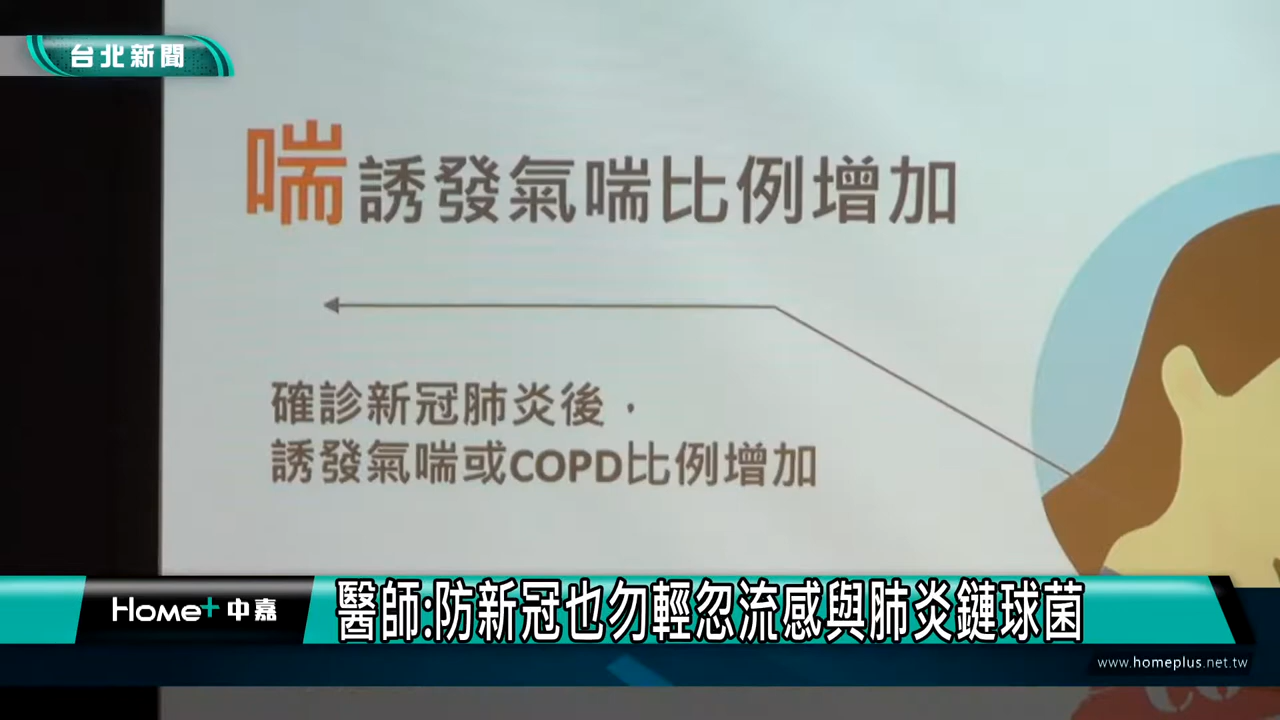 台北新聞
喘誘發氣喘比例增加
確診新冠肺炎後，
誘發氣喘或COPD比例增加
Home+中嘉
醫師:防新冠也勿輕忽流感與肺炎鏈球菌
www.homeplus.net.tw